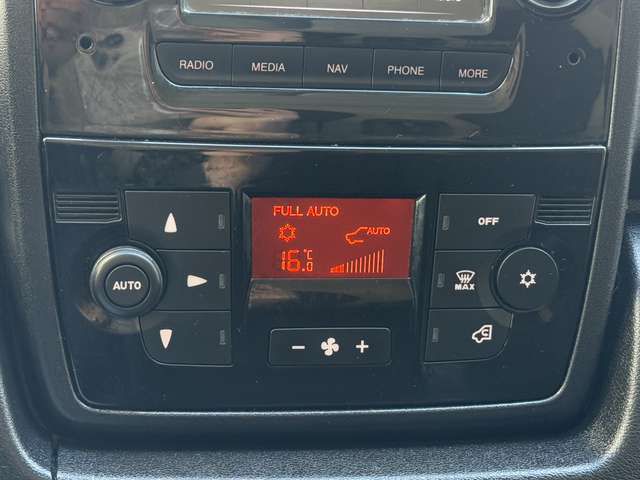 RADIO MEDIA NAV PHONE MORE
FULL AUTO
AUTO
16.0 °C
OFF
AUTO
MAX
− +